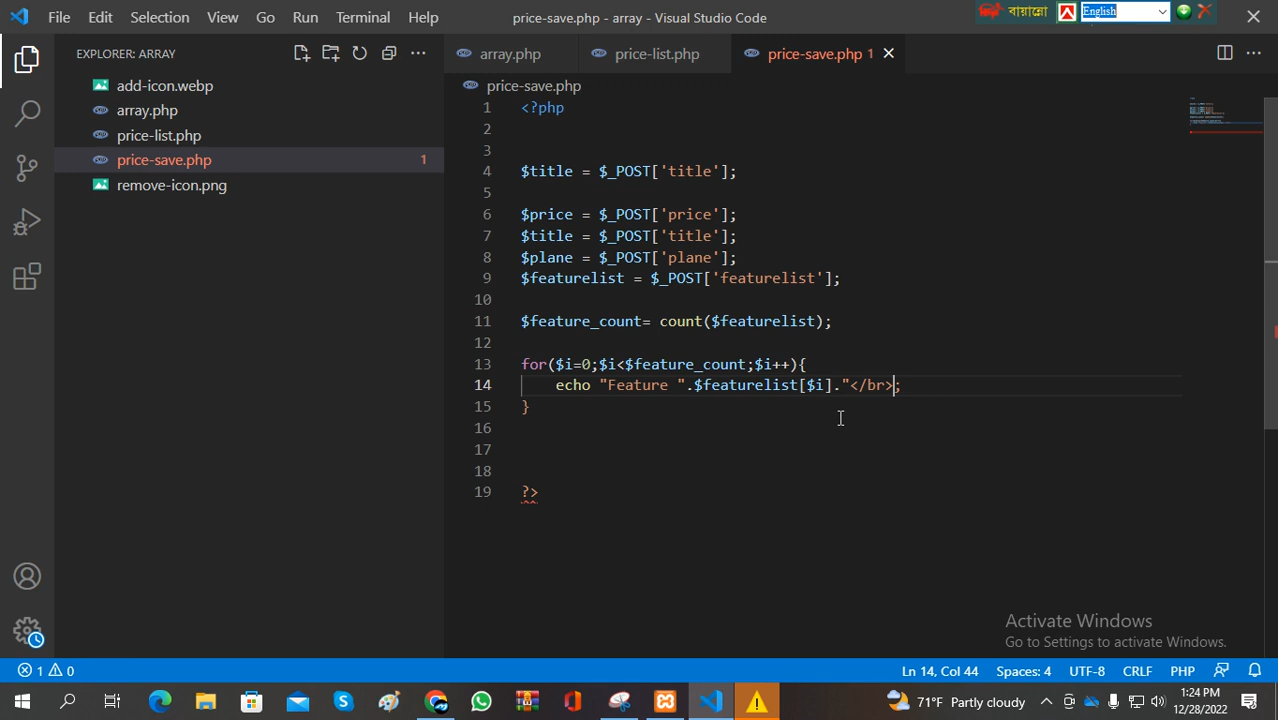 File Edit Selection View Go Run Terminal Help
price-save.php - array - Visual Studio Code
বায়ান্নো English
EXPLORER: ARRAY
add-icon.webp
array.php
price-list.php
price-save.php 1
remove-icon.png
array.php price-list.php price-save.php 1
price-save.php
1 <?php
2
3
4 $title = $_POST['title'];
5
6 $price = $_POST['price'];
7 $title = $_POST['title'];
8 $plane = $_POST['plane'];
9 $featurelist = $_POST['featurelist'];
10
11 $feature_count= count($featurelist);
12
13 for($i=0;$i<$feature_count;$i++){
14 echo "Feature ".$featurelist[$i]."</br>;
15 }
16
17
18
19 ?>
Activate Windows
Go to Settings to activate Windows.
1 0 Ln 14, Col 44 Spaces: 4 UTF-8 CRLF PHP
71°F Partly cloudy
1:24 PM
12/28/2022